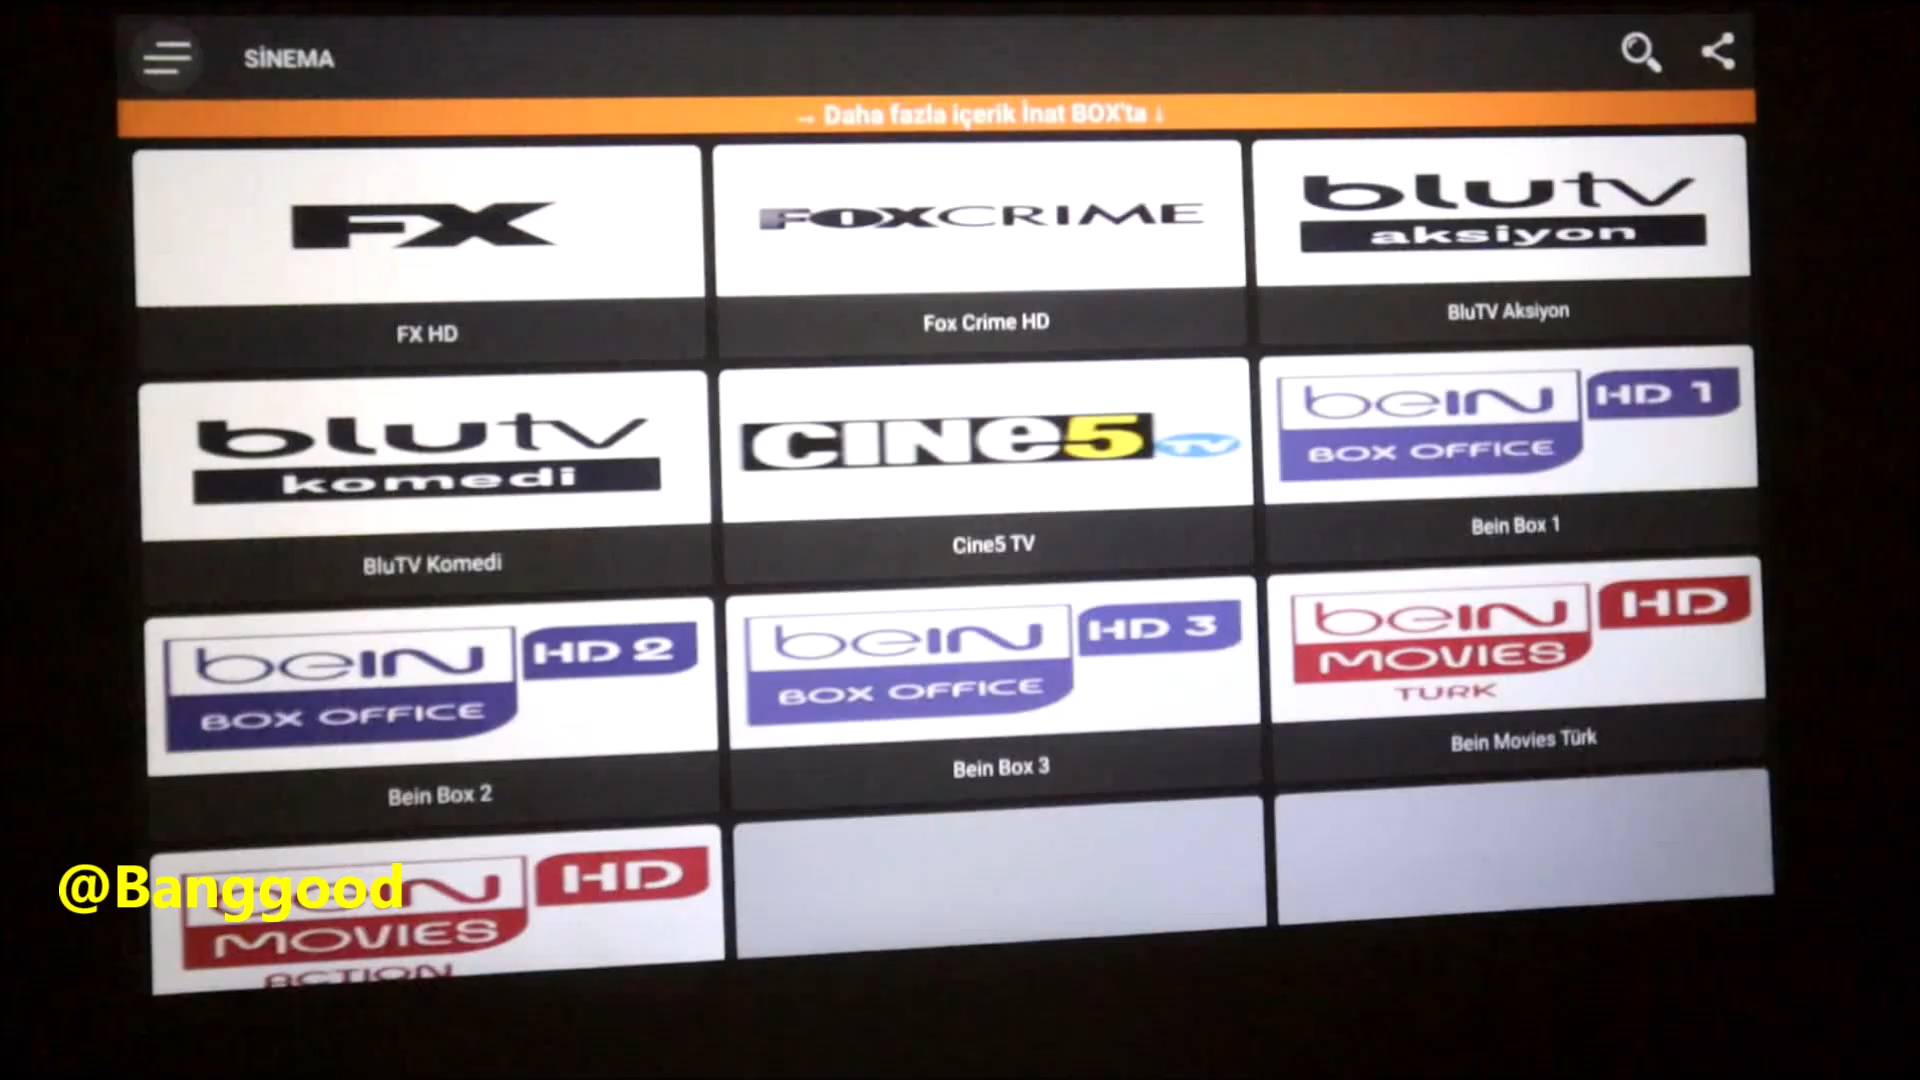 SİNEMA
→ Daha fazla içerik İnat BOX'ta ↓
FX
FOXCRIME
blutv
aksiyon
FX HD
Fox Crime HD
BluTV Aksiyon
blutv
komedi
CINE5 TV
beIN HD 1
BOX OFFICE
BluTV Komedi
Cine5 TV
Bein Box 1
beIN HD 2
BOX OFFICE
beIN HD 3
BOX OFFICE
beIN HD
MOVIES
TURK
Bein Box 2
Bein Box 3
Bein Movies Türk
@Banggood
beIN HD
MOVIES
ACTION